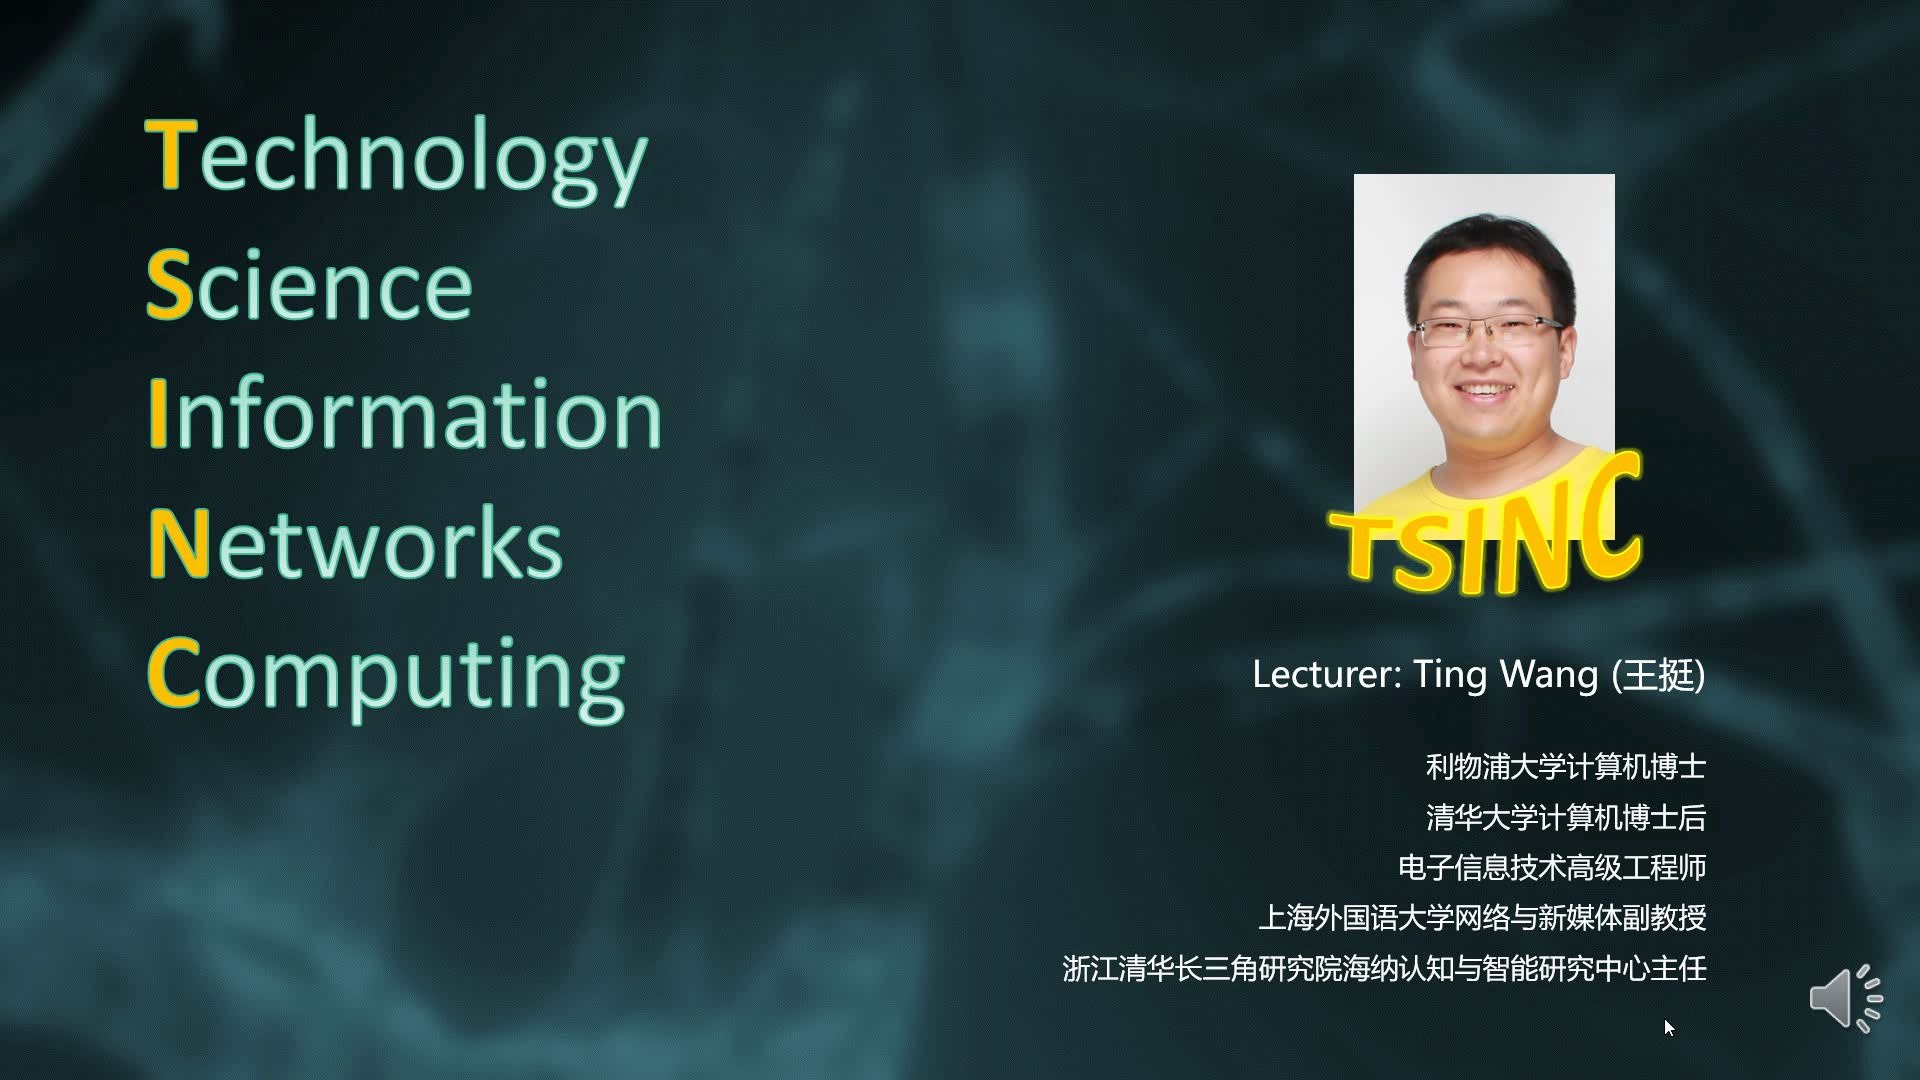 Technology
Science
Information
Networks
Computing
TSINC
Lecturer: Ting Wang (王挺)
利物浦大学计算机博士
清华大学计算机博士后
电子信息技术高级工程师
上海外国语大学网络与新媒体副教授
浙江清华长三角研究院海纳认知与智能研究中心主任